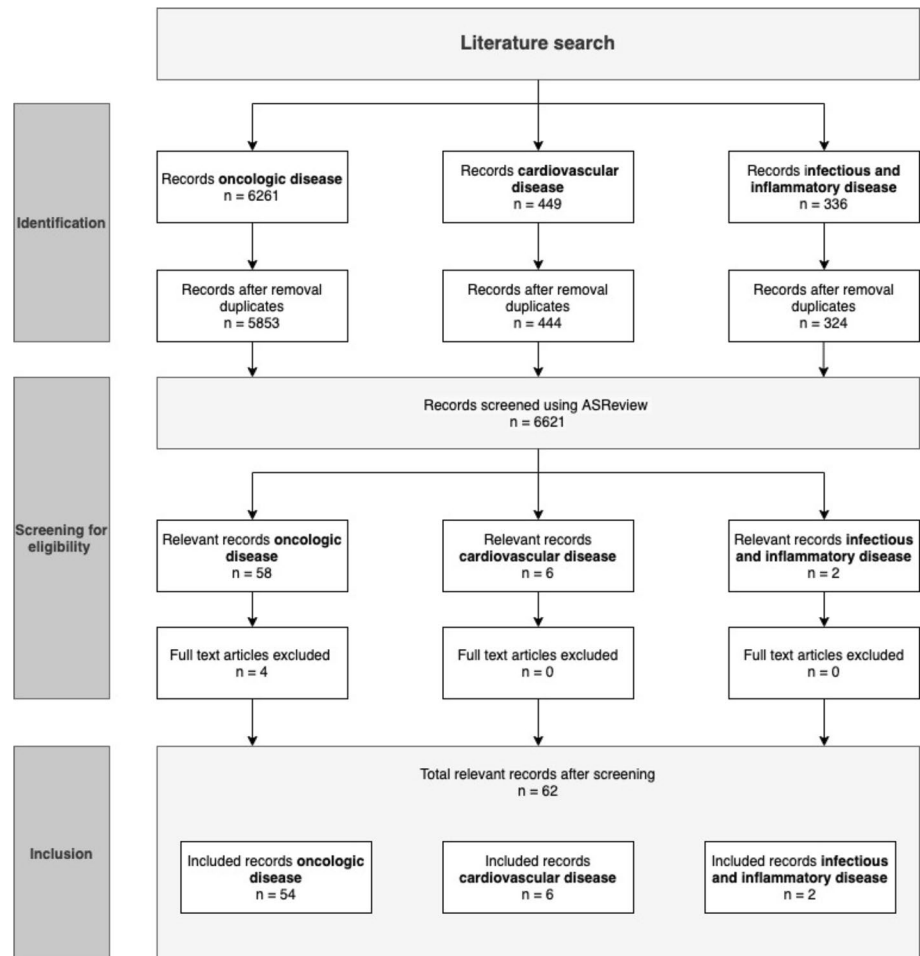 Literature search
Identification
Records oncologic disease
n = 6261
Records cardiovascular
disease
n = 449
Records infectious and
inflammatory disease
n = 336
Records after removal
duplicates
n = 5853
Records after removal
duplicates
n = 444
Records after removal
duplicates
n = 324
Screening for
eligibility
Records screened using ASReview
n = 6621
Relevant records oncologic
disease
n = 58
Relevant records
cardiovascular disease
n = 6
Relevant records infectious
and inflammatory disease
n = 2
Full text articles excluded
n = 4
Full text articles excluded
n = 0
Full text articles excluded
n = 0
Inclusion
Total relevant records after screening
n = 62
Included records oncologic
disease
n = 54
Included records
cardiovascular disease
n = 6
Included records infectious
and inflammatory disease
n = 2